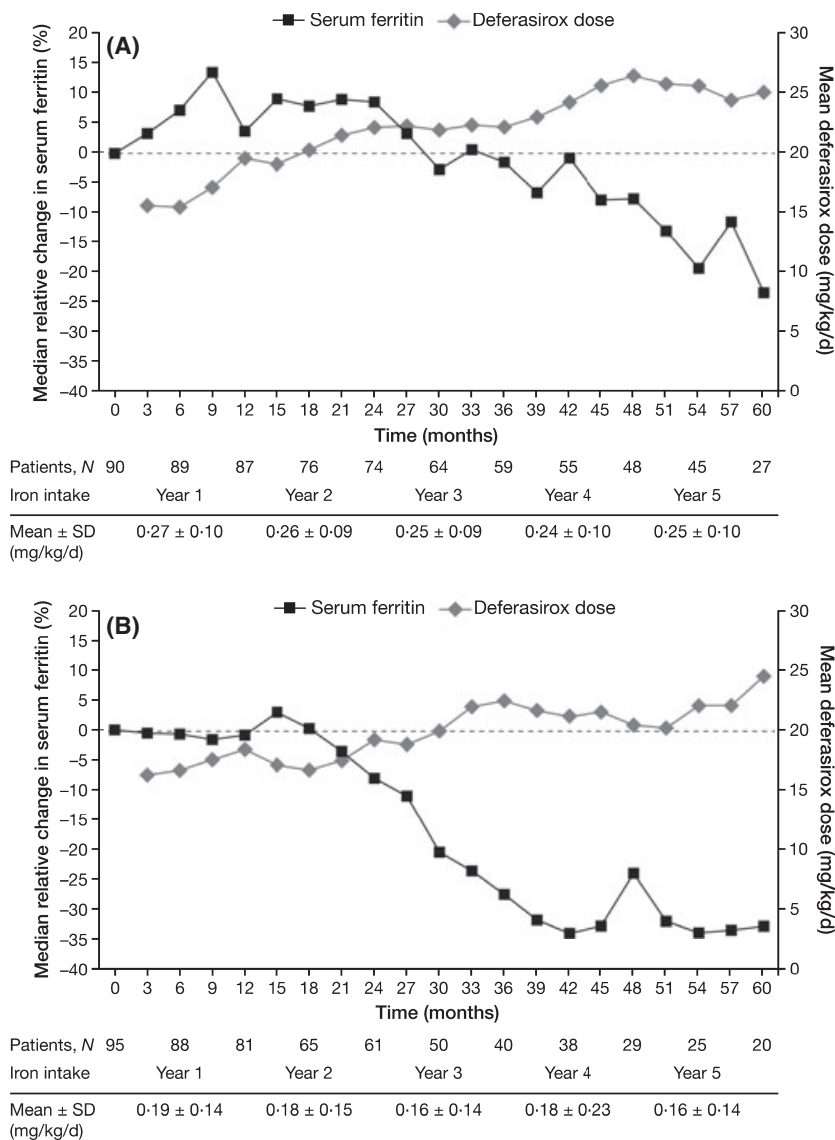 Serum ferritin Deferasirox dose
(A)
Median relative change in serum ferritin (%)
20
15
10
5
0
–5
–10
–15
–20
–25
–30
–35
–40
30
25
20
15
10
5
0
Mean deferasirox dose (mg/kg/d)
0 3 6 9 12 15 18 21 24 27 30 33 36 39 42 45 48 51 54 57 60
Time (months)
Patients, N 90 89 87 76 74 64 59 55 48 45 27
Iron intake Year 1 Year 2 Year 3 Year 4 Year 5
Mean ± SD 0·27 ± 0·10 0·26 ± 0·09 0·25 ± 0·09 0·24 ± 0·10 0·25 ± 0·10
(mg/kg/d)
Serum ferritin Deferasirox dose
(B)
Median relative change in serum ferritin (%)
20
15
10
5
0
–5
–10
–15
–20
–25
–30
–35
–40
30
25
20
15
10
5
0
Mean deferasirox dose (mg/kg/d)
0 3 6 9 12 15 18 21 24 27 30 33 36 39 42 45 48 51 54 57 60
Time (months)
Patients, N 95 88 81 65 61 50 40 38 29 25 20
Iron intake Year 1 Year 2 Year 3 Year 4 Year 5
Mean ± SD 0·19 ± 0·14 0·18 ± 0·15 0·16 ± 0·14 0·18 ± 0·23 0·16 ± 0·14
(mg/kg/d)